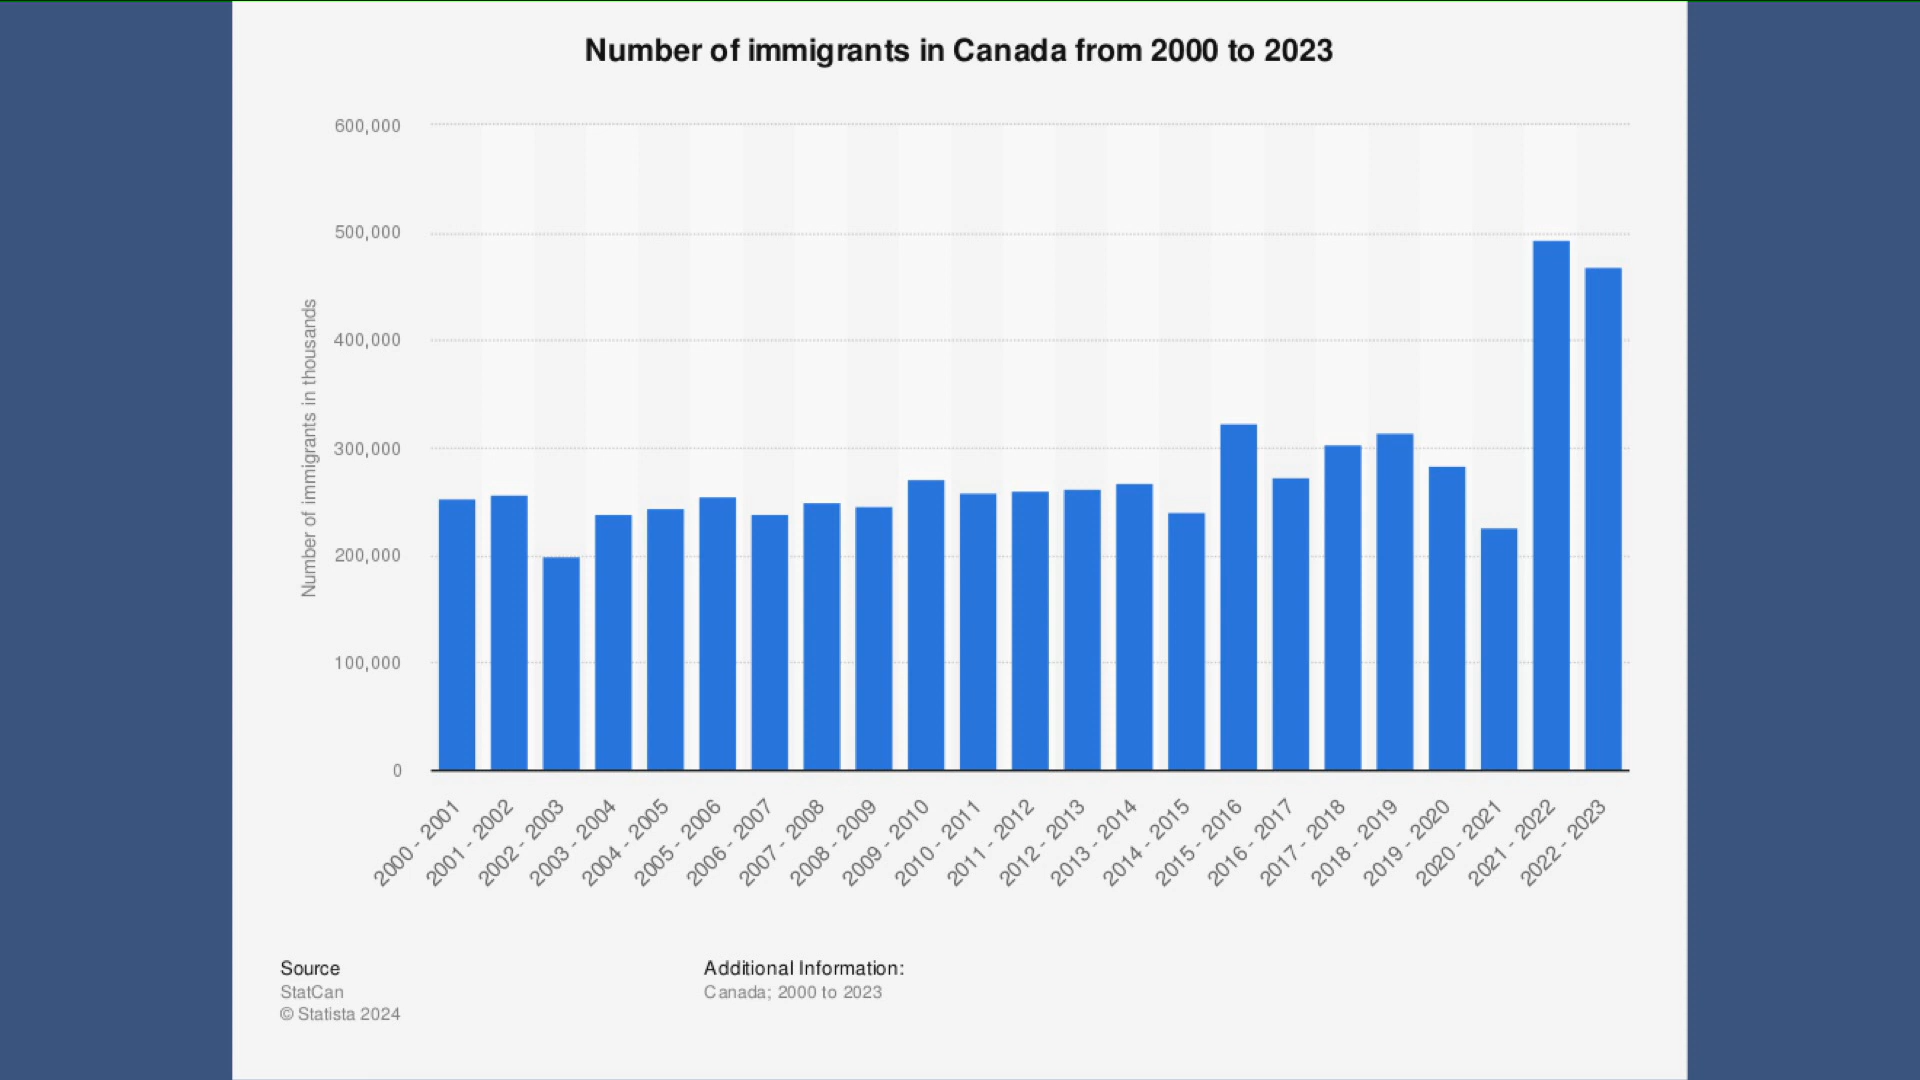 Number of immigrants in Canada from 2000 to 2023
Number of immigrants in thousands
600,000
500,000
400,000
300,000
200,000
100,000
0
2000 - 2001
2001 - 2002
2002 - 2003
2003 - 2004
2004 - 2005
2005 - 2006
2006 - 2007
2007 - 2008
2008 - 2009
2009 - 2010
2010 - 2011
2011 - 2012
2012 - 2013
2013 - 2014
2014 - 2015
2015 - 2016
2016 - 2017
2017 - 2018
2018 - 2019
2019 - 2020
2020 - 2021
2021 - 2022
2022 - 2023
Source
StatCan
© Statista 2024
Additional Information:
Canada; 2000 to 2023